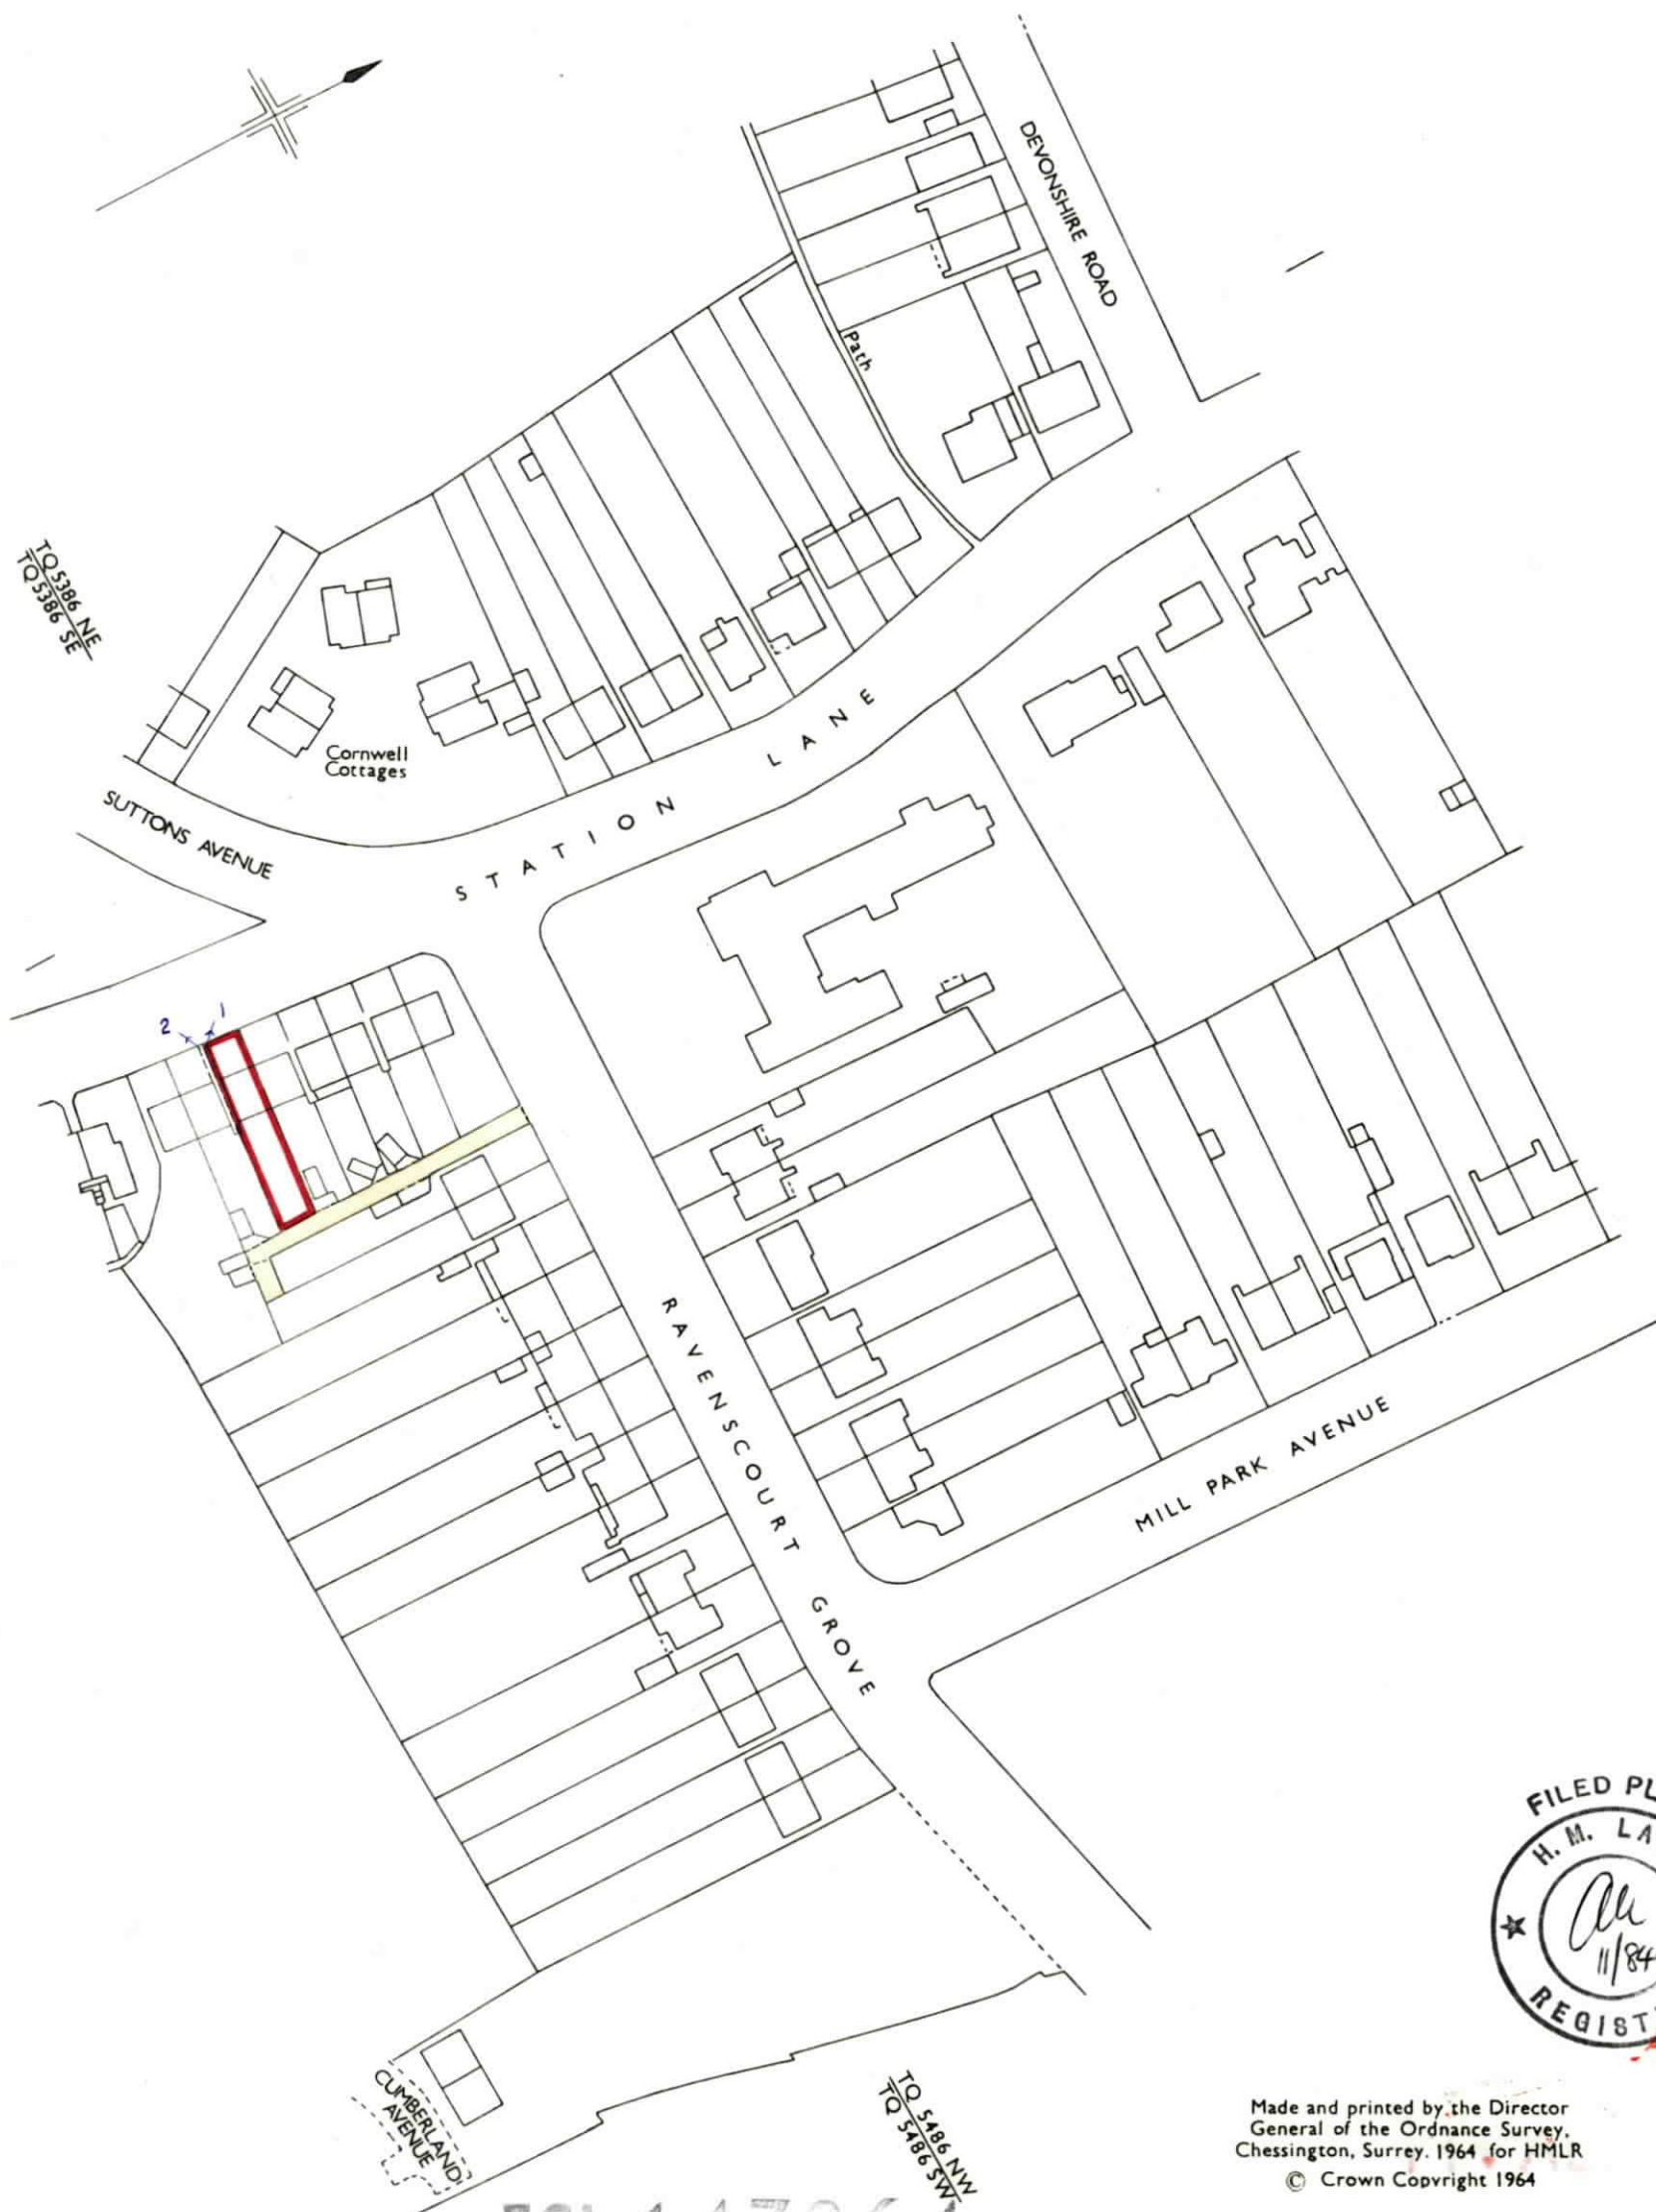 DEVONSHIRE ROAD
Path
TQ 5386 NE
TQ 5386 SE
Cornwell
Cottages
SUTTONS AVENUE
STATION LANE
1
2
RAVENSCOURT GROVE
MILL PARK AVENUE
FILED PL
H. M. LA
11/84
REGIST
CUMBERLAND
AVENUE
TQ 5486 NW
TQ 5486 SW
Made and printed by the Director
General of the Ordnance Survey,
Chessington, Surrey. 1964 for HMLR
© Crown Copyright 1964